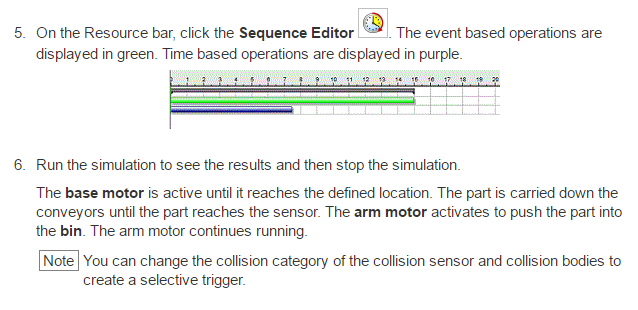 5. On the Resource bar, click the Sequence Editor . The event based operations are
displayed in green. Time based operations are displayed in purple.
1 2 3 4 5 6 7 8 9 10 11 12 13 14 15 16 17 18 19 20
6. Run the simulation to see the results and then stop the simulation.
The base motor is active until it reaches the defined location. The part is carried down the
conveyors until the part reaches the sensor. The arm motor activates to push the part into
the bin. The arm motor continues running.
Note You can change the collision category of the collision sensor and collision bodies to
create a selective trigger.